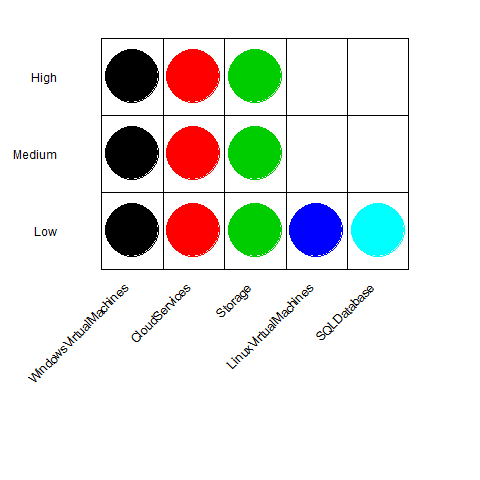 High
Medium
Low
WindowsVirtualMachines
CloudServices
Storage
LinuxVirtualMachines
SQLDatabase